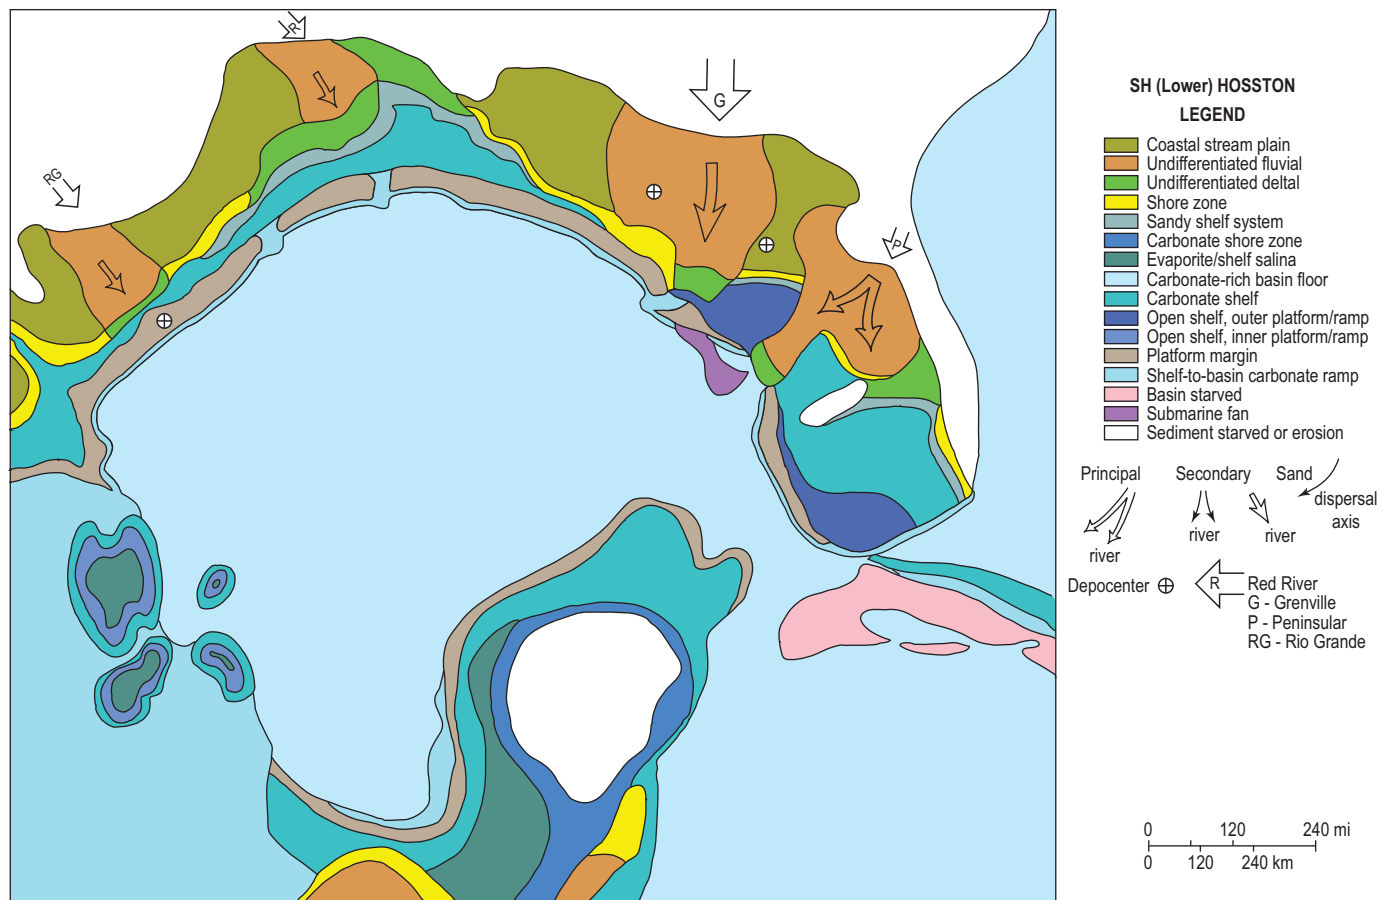 R
G
RG
P
SH (Lower) HOSSTON
LEGEND
Coastal stream plain
Undifferentiated fluvial
Undifferentiated deltal
Shore zone
Sandy shelf system
Carbonate shore zone
Evaporite/shelf salina
Carbonate-rich basin floor
Carbonate shelf
Open shelf, outer platform/ramp
Open shelf, inner platform/ramp
Platform margin
Shelf-to-basin carbonate ramp
Basin starved
Submarine fan
Sediment starved or erosion
Principal Secondary Sand
dispersal
axis
river river river
Depocenter R Red River
G - Grenville
P - Peninsular
RG - Rio Grande
0 120 240 mi
0 120 240 km